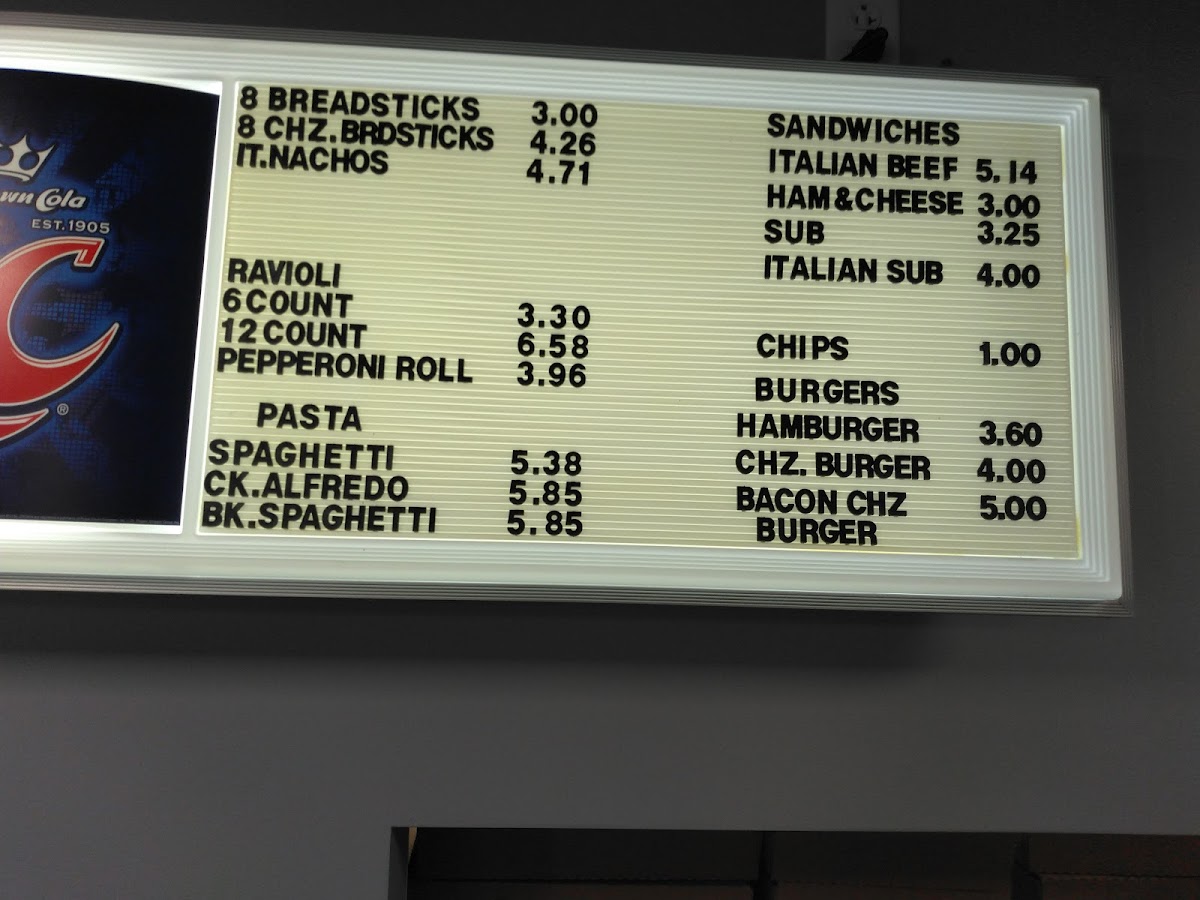 wn Cola
EST.1905
C
®
8 BREADSTICKS 3.00
8 CHZ.BRDSTICKS 4.26
IT.NACHOS 4.71
RAVIOLI
6 COUNT 3.30
12 COUNT 6.58
PEPPERONI ROLL 3.96
PASTA
SPAGHETTI 5.38
CK.ALFREDO 5.85
BK.SPAGHETTI 5.85
SANDWICHES
ITALIAN BEEF 5.14
HAM&CHEESE 3.00
SUB 3.25
ITALIAN SUB 4.00
CHIPS 1.00
BURGERS
HAMBURGER 3.60
CHZ. BURGER 4.00
BACON CHZ 5.00
BURGER